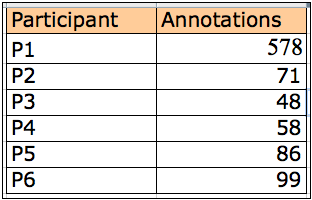 Participant Annotations
P1 578
P2 71
P3 48
P4 58
P5 86
P6 99